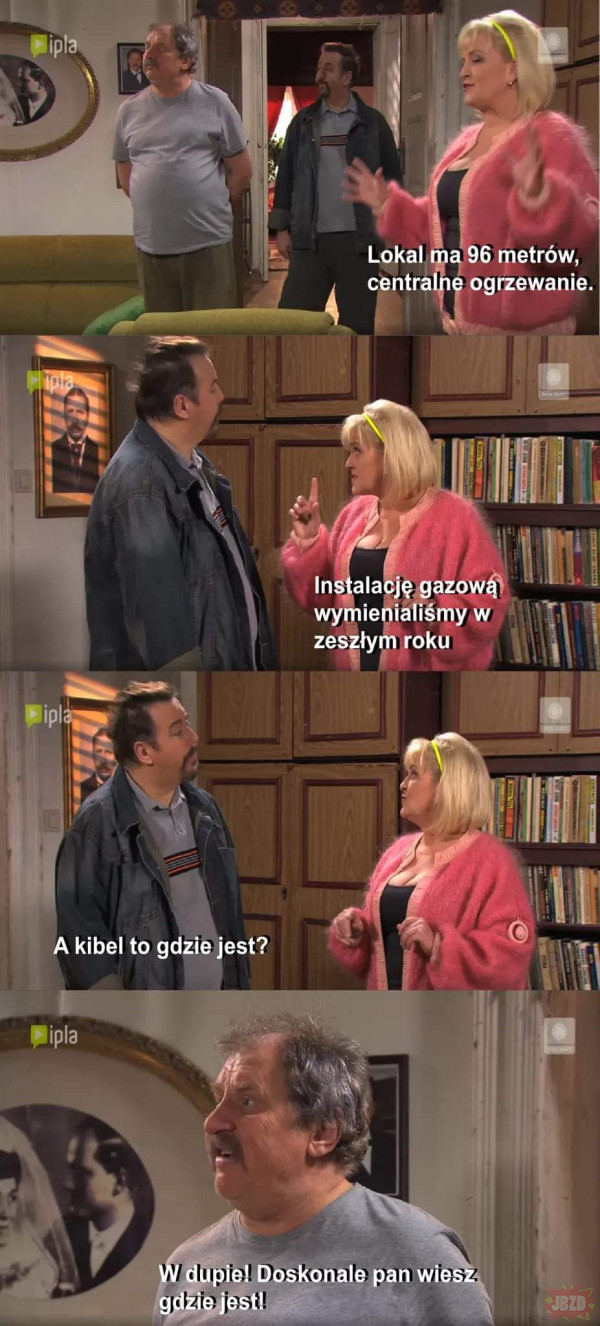 ipla
Lokal ma 96 metrów,
centralne ogrzewanie.
ipla
Instalację gazową
wymienialiśmy w
zeszłym roku
ipla
A kibel to gdzie jest?
ipla
W dupie! Doskonale pan wiesz
gdzie jest!
JBZD